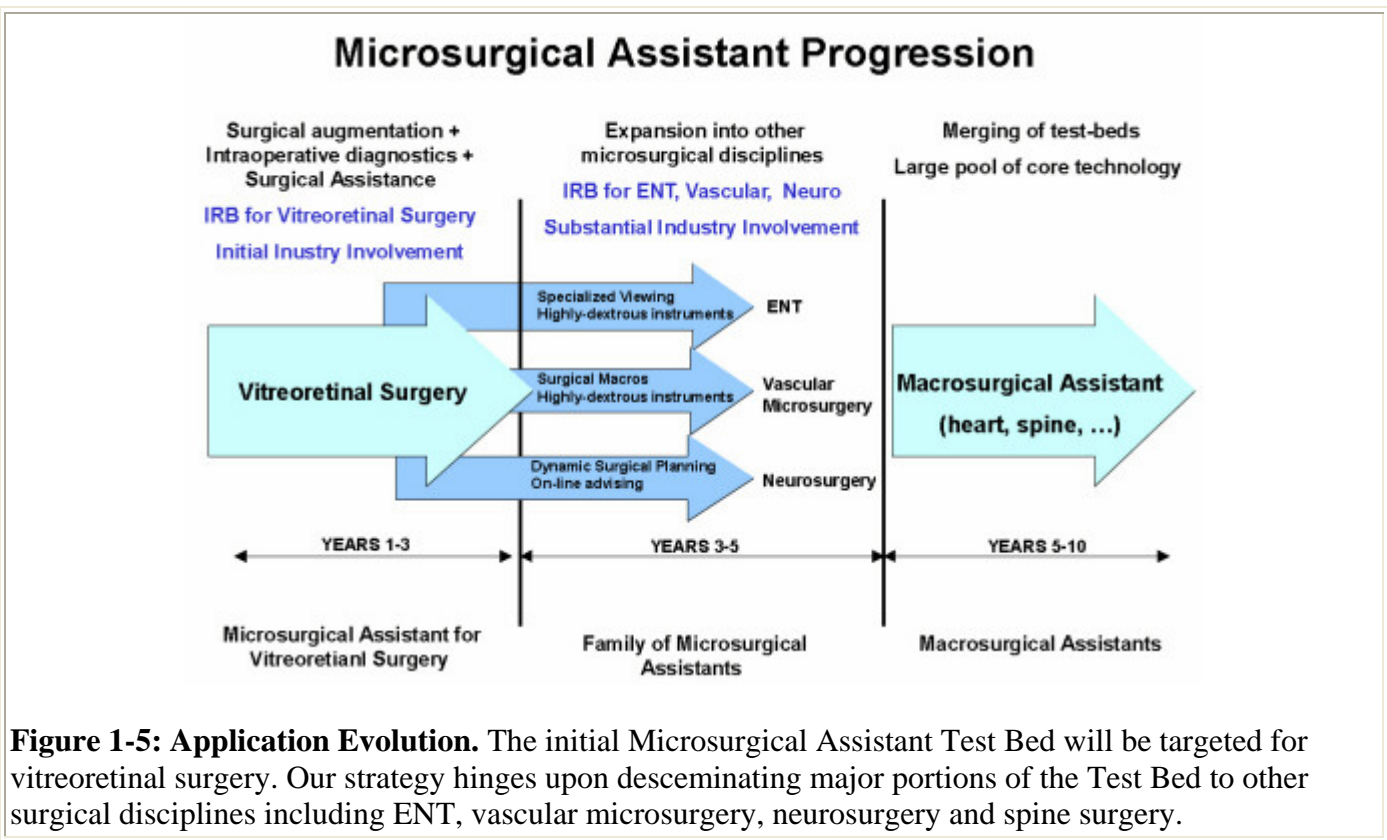 Microsurgical Assistant Progression
Surgical augmentation +
Intraoperative diagnostics +
Surgical Assistance
IRB for Vitreoretinal Surgery
Initial Inustry Involvement
Expansion into other
microsurgical disciplines
IRB for ENT, Vascular, Neuro
Substantial Industry Involvement
Merging of test-beds
Large pool of core technology
Vitreoretinal Surgery
Specialized Viewing
Highly-dextrous instruments
ENT
Surgical Macros
Highly-dextrous instruments
Vascular
Microsurgery
Dynamic Surgical Planning
On-line advising
Neurosurgery
Macrosurgical Assistant
(heart, spine, …)
YEARS 1-3
YEARS 3-5
YEARS 5-10
Microsurgical Assistant for
Vitreoretianl Surgery
Family of Microsurgical
Assistants
Macrosurgical Assistants
Figure 1-5: Application Evolution. The initial Microsurgical Assistant Test Bed will be targeted for
vitreoretinal surgery. Our strategy hinges upon desceminating major portions of the Test Bed to other
surgical disciplines including ENT, vascular microsurgery, neurosurgery and spine surgery.